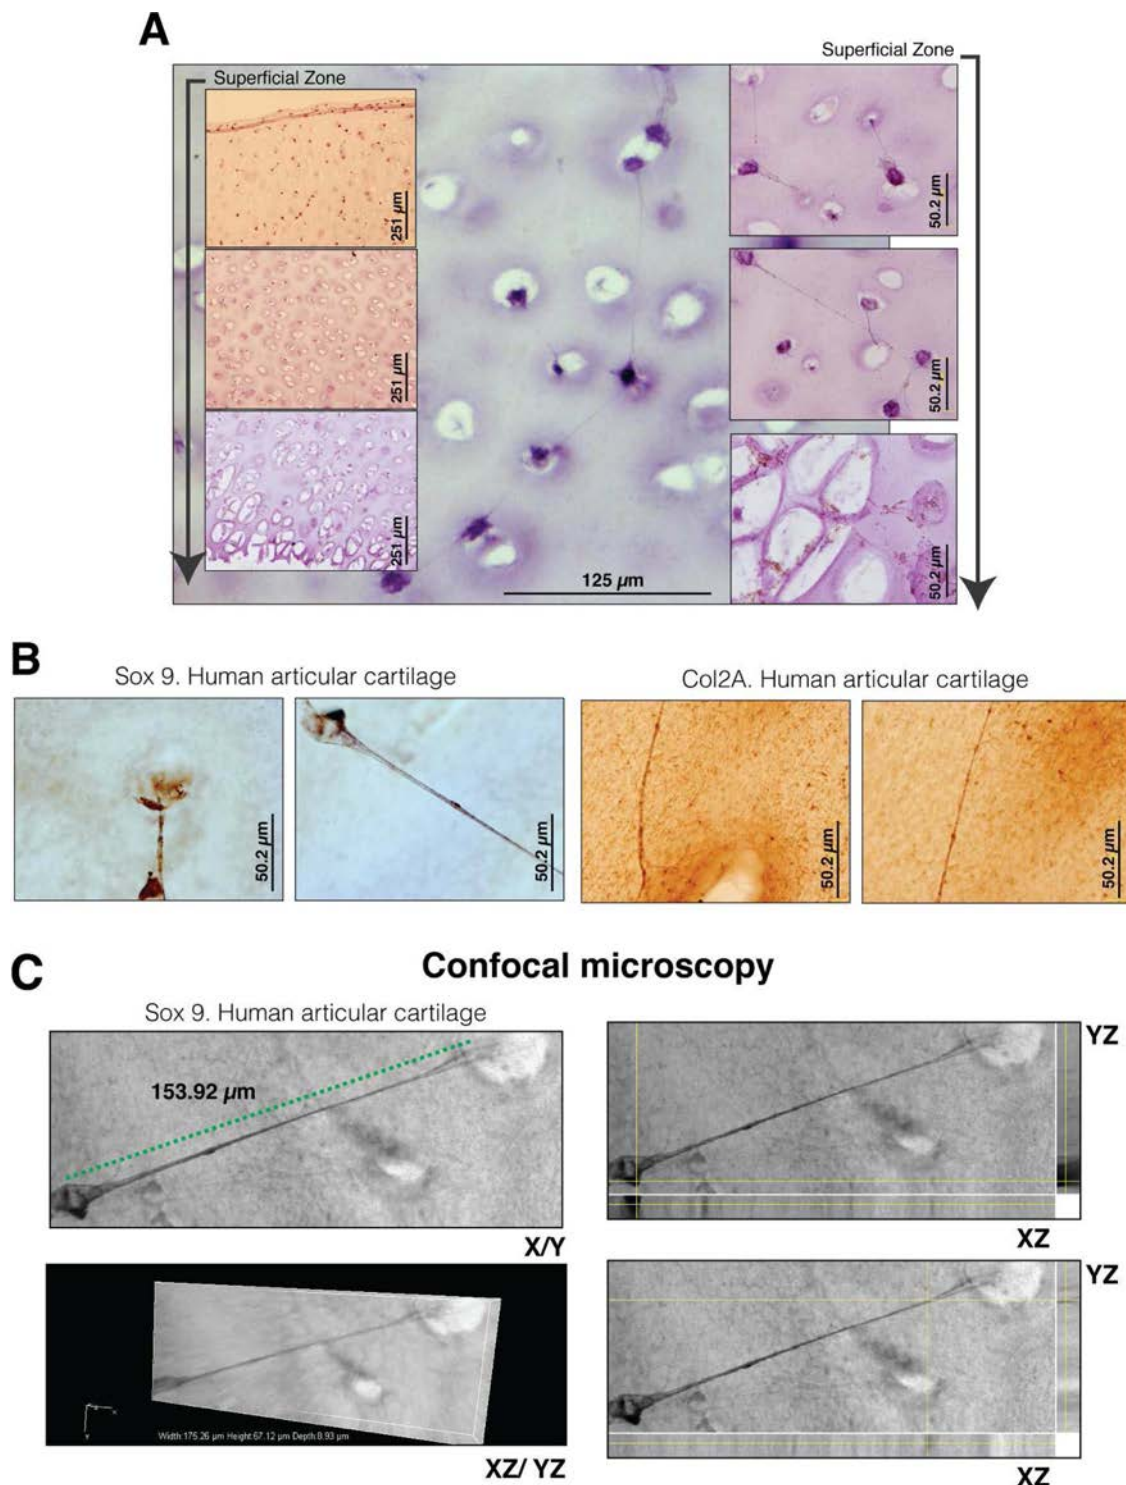 A
Superficial Zone
Superficial Zone
251 µm
251 µm
251 µm
50.2 µm
50.2 µm
50.2 µm
125 µm
B
Sox 9. Human articular cartilage
Col2A. Human articular cartilage
50.2 µm
50.2 µm
50.2 µm
50.2 µm
C
Confocal microscopy
Sox 9. Human articular cartilage
153.92 µm
X/Y
YZ
XZ
Width:175.26 µm Height:67.12 µm Depth:8.93 µm
XZ/ YZ
YZ
XZ